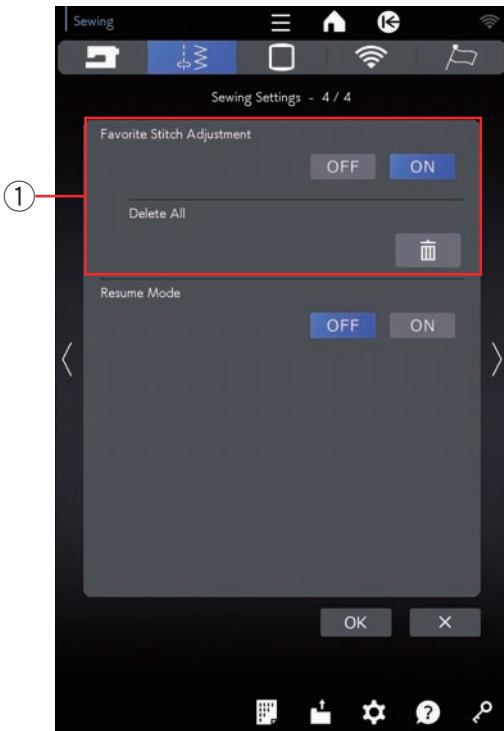 Sewing
Sewing Settings - 4 / 4
Favorite Stitch Adjustment
OFF ON
1
Delete All
Resume Mode
OFF ON
OK ×
?